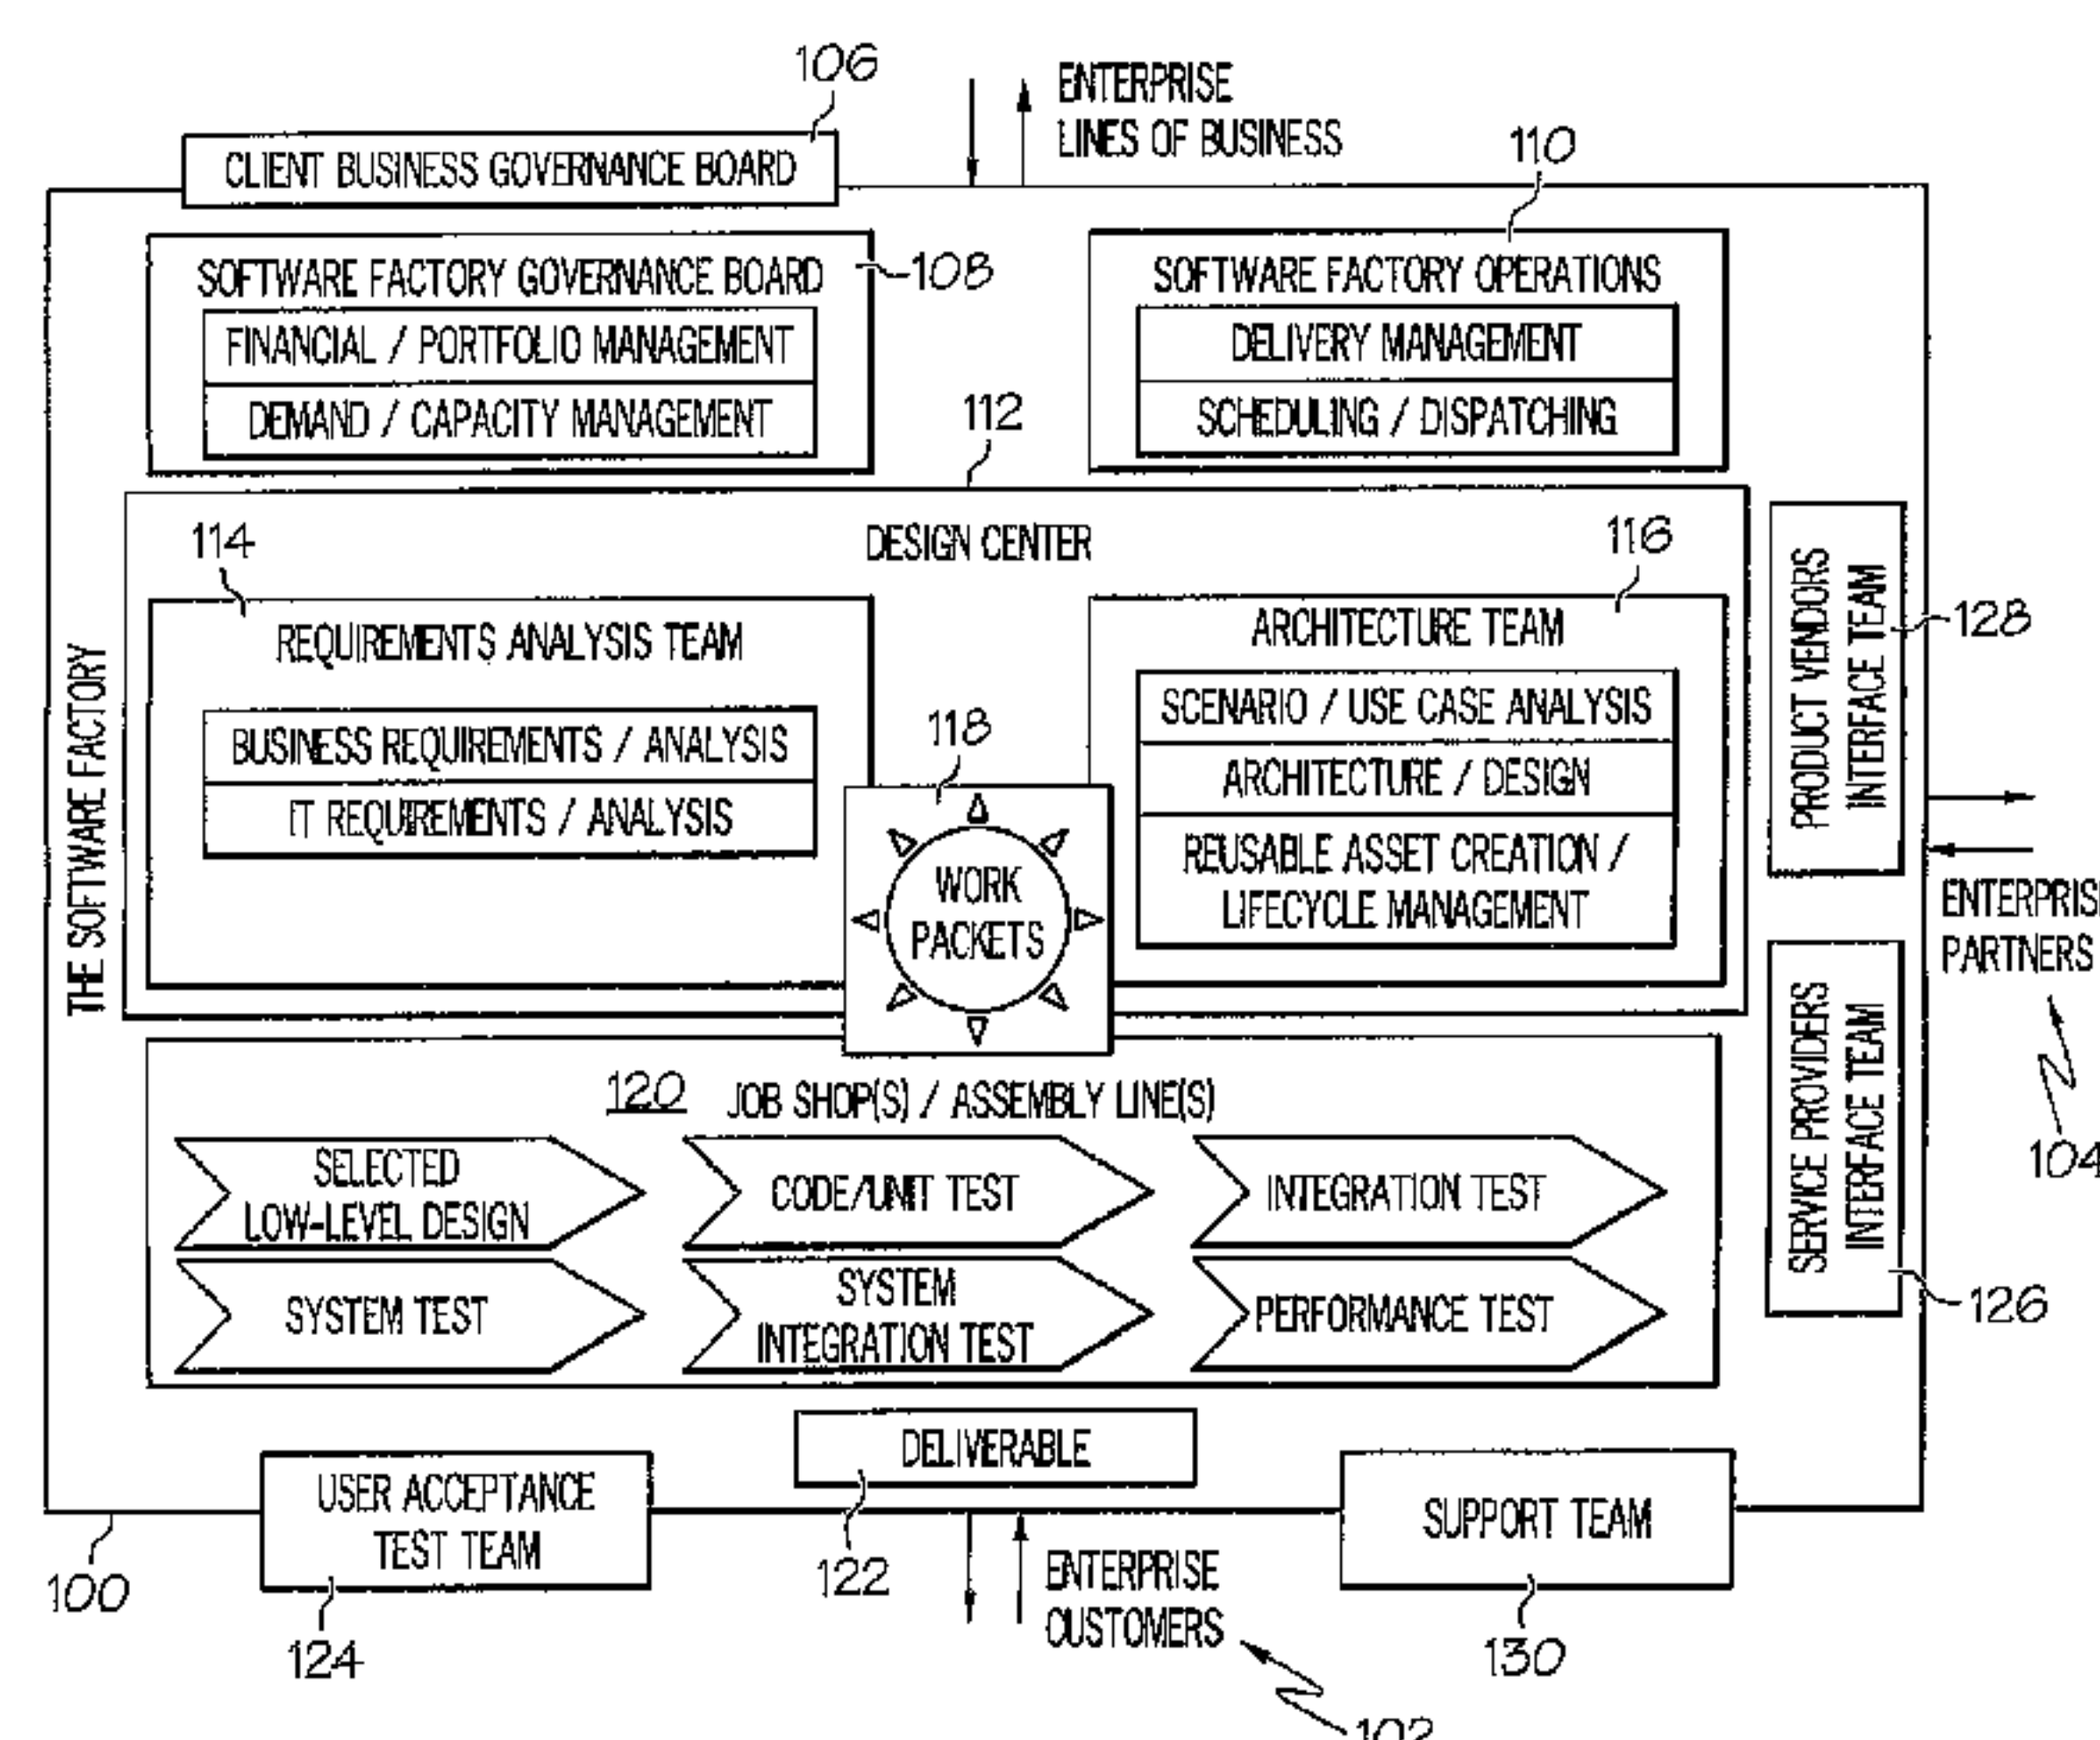 106
ENTERPRISE
LINES OF BUSINESS
110
CLIENT BUSINESS GOVERNANCE BOARD
SOFTWARE FACTORY GOVERNANCE BOARD
108
FINANCIAL / PORTFOLIO MANAGEMENT
DEMAND / CAPACITY MANAGEMENT
SOFTWARE FACTORY OPERATIONS
DELIVERY MANAGEMENT
SCHEDULING / DISPATCHING
112
DESIGN CENTER
114
REQUIREMENTS ANALYSIS TEAM
BUSINESS REQUIREMENTS / ANALYSIS
IT REQUIREMENTS / ANALYSIS
116
ARCHITECTURE TEAM
SCENARIO / USE CASE ANALYSIS
ARCHITECTURE / DESIGN
REUSABLE ASSET CREATION /
LIFECYCLE MANAGEMENT
118
WORK
PACKETS
THE SOFTWARE FACTORY
PRODUCT VENDORS
INTERFACE TEAM
128
ENTERPRIS
PARTNERS
104
SERVICE PROVIDERS
INTERFACE TEAM
126
120
JOB SHOP(S) / ASSEMBLY LINE(S)
SELECTED
LOW-LEVEL DESIGN
CODE/UNIT TEST
INTEGRATION TEST
SYSTEM TEST
SYSTEM
INTEGRATION TEST
PERFORMANCE TEST
DELIVERABLE
122
USER ACCEPTANCE
TEST TEAM
124
100
ENTERPRISE
CUSTOMERS
102
SUPPORT TEAM
130